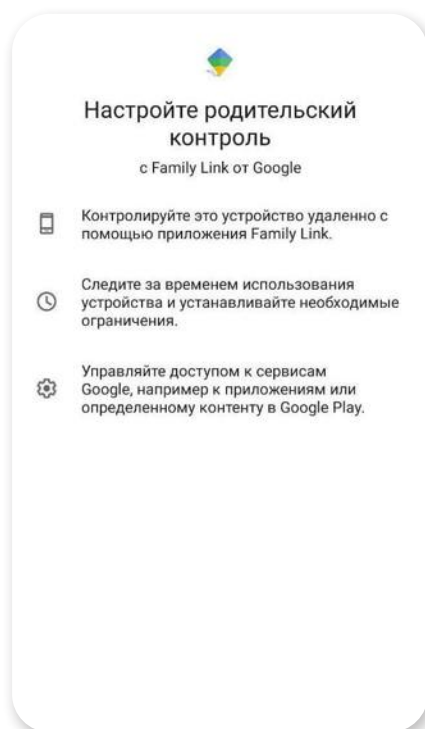 Настройте родительский
контроль
с Family Link от Google
Контролируйте это устройство удаленно с
помощью приложения Family Link.
Следите за временем использования
устройства и устанавливайте необходимые
ограничения.
Управляйте доступом к сервисам
Google, например к приложениям или
определенному контенту в Google Play.